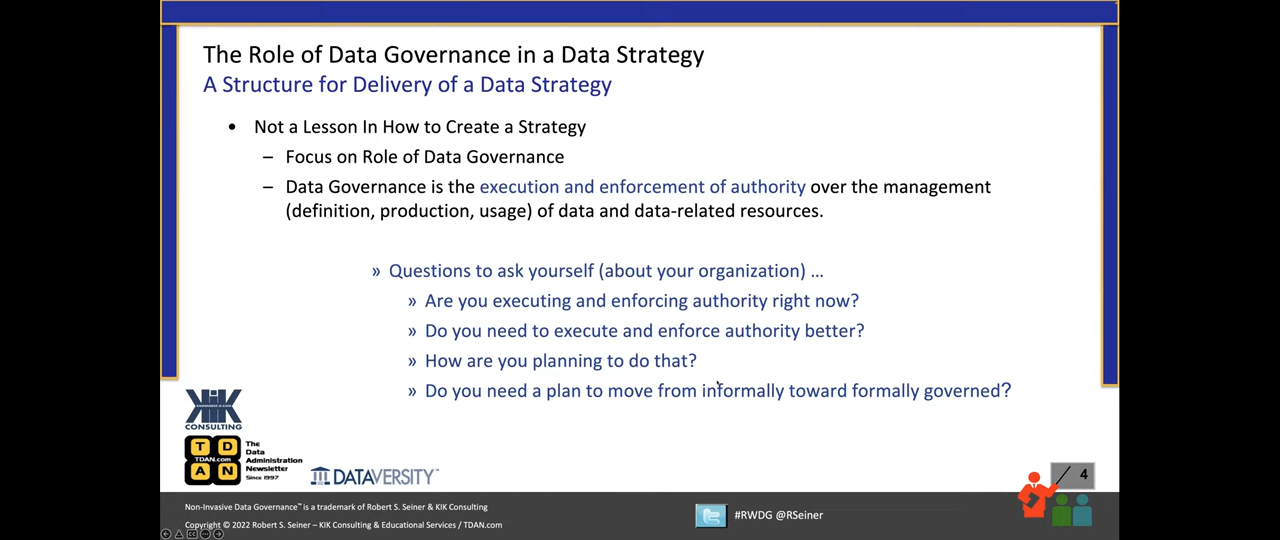 The Role of Data Governance in a Data Strategy
A Structure for Delivery of a Data Strategy
• Not a Lesson In How to Create a Strategy
– Focus on Role of Data Governance
– Data Governance is the execution and enforcement of authority over the management
(definition, production, usage) of data and data-related resources.
» Questions to ask yourself (about your organization) ...
» Are you executing and enforcing authority right now?
» Do you need to execute and enforce authority better?
» How are you planning to do that?
» Do you need a plan to move from informally toward formally governed?
KIK
CONSULTING
T D
TDAN.com
A N
The
Data
Administration
Newsletter
Since 1997
DATAVERSITY™
4
Non-Invasive Data Governance™ is a trademark of Robert S. Seiner & KIK Consulting
Copyright © 2022 Robert S. Seiner – KIK Consulting & Educational Services / TDAN.com
#RWDG @RSeiner